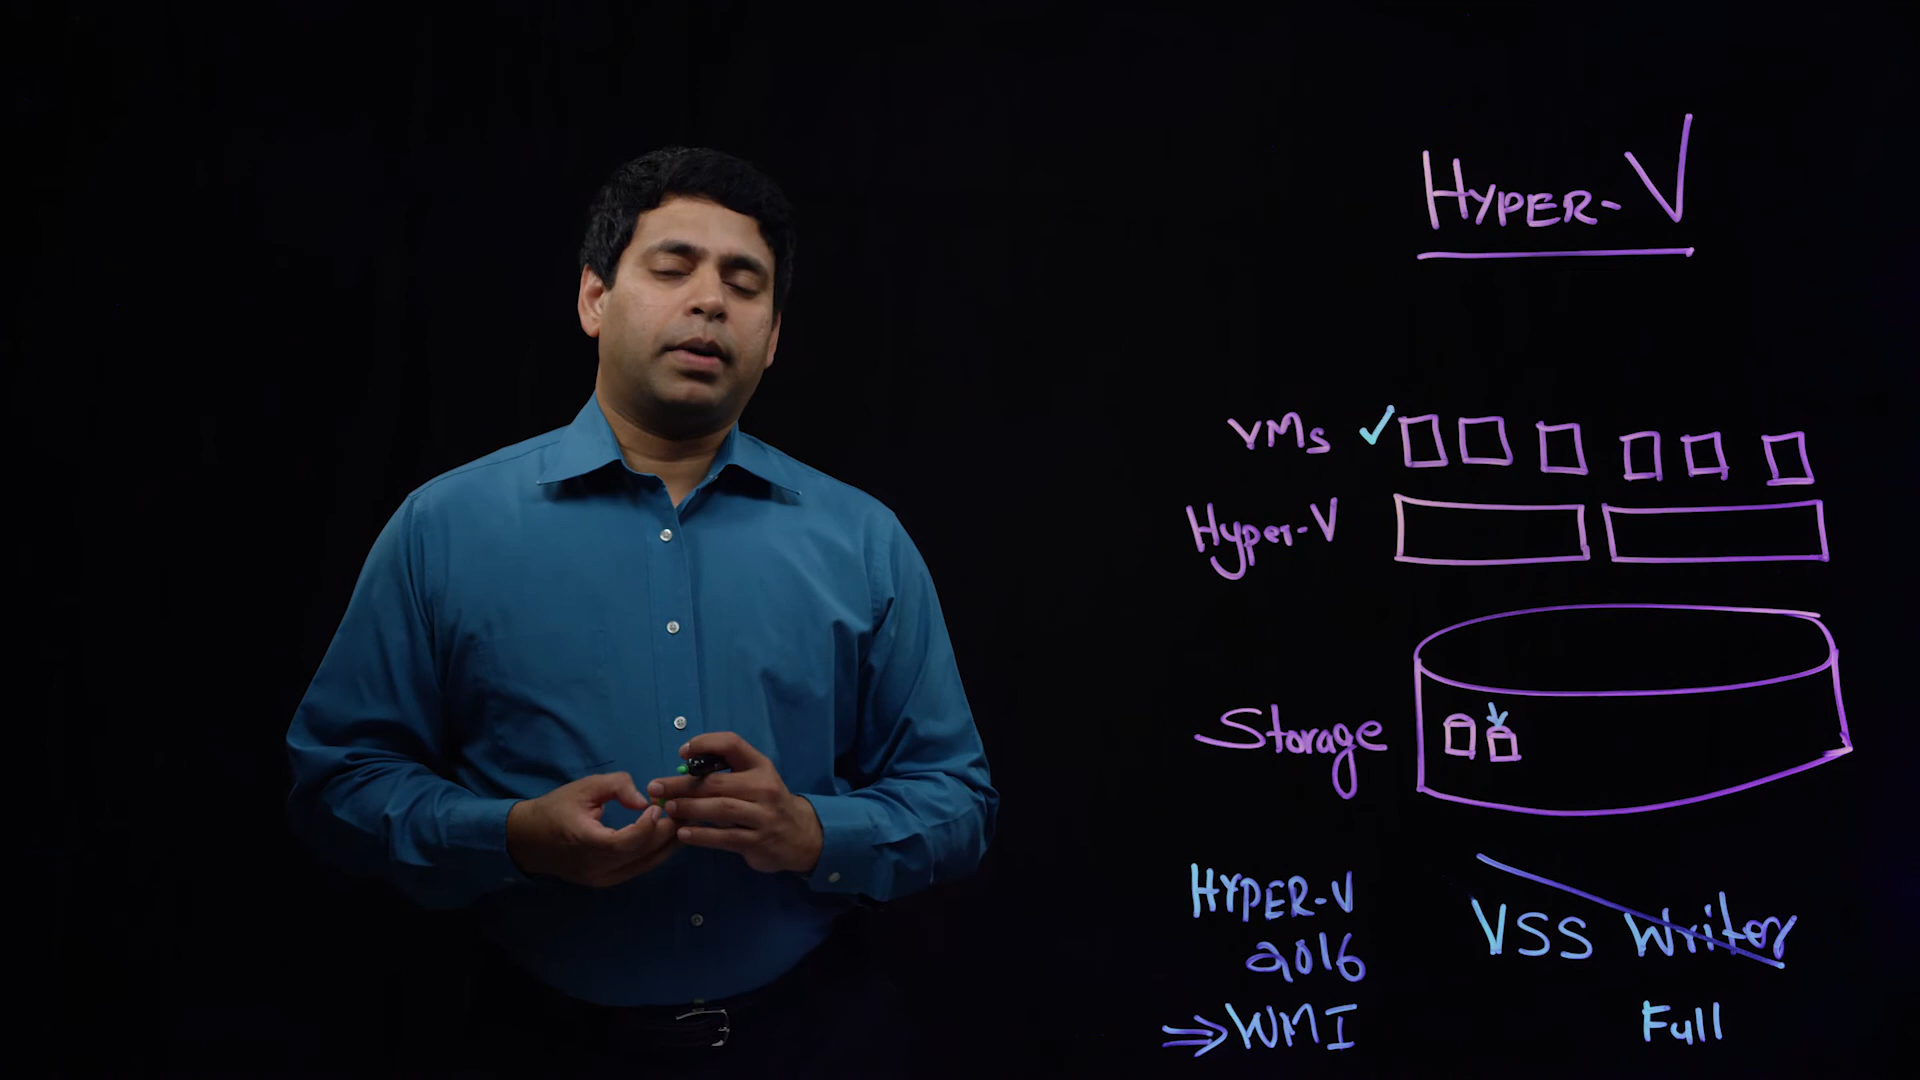 HYPER-V
VMs
Hyper-V
Storage
HYPER-V
2016
WMI
VSS Writer
Full